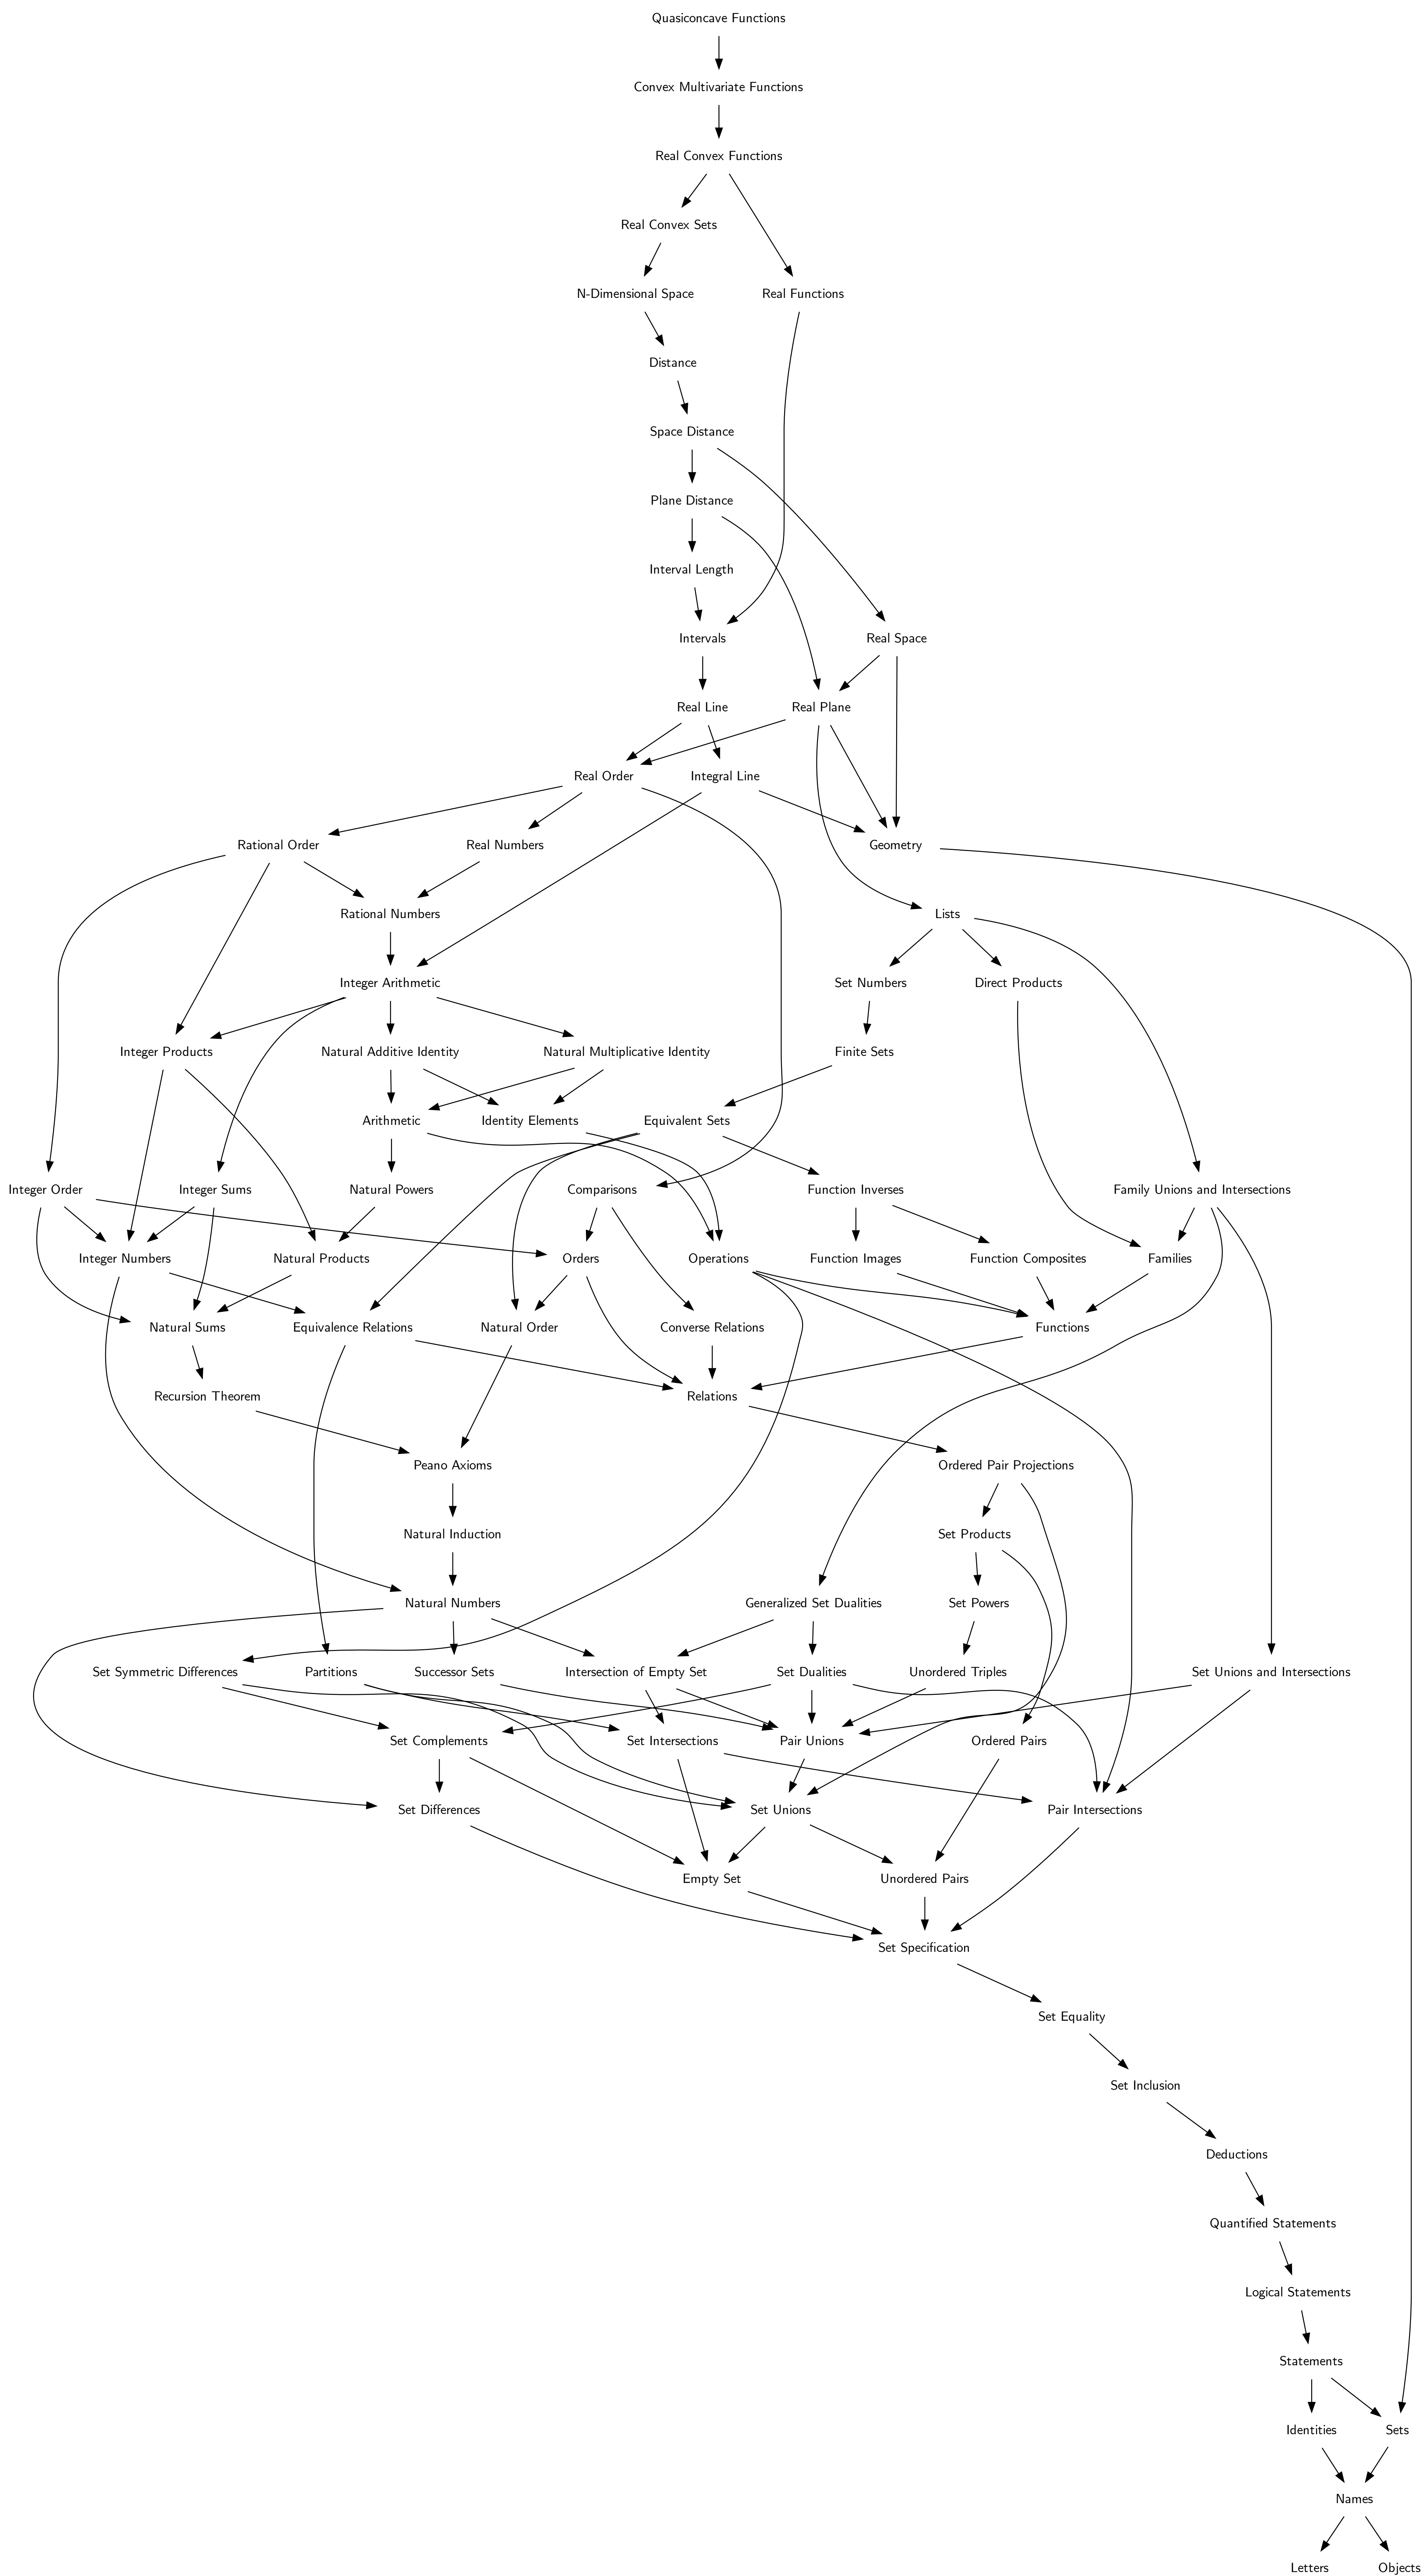 Quasiconcave Functions
Convex Multivariate Functions
Real Convex Functions
Real Convex Sets
N-Dimensional Space
Real Functions
Distance
Space Distance
Plane Distance
Interval Length
Intervals
Real Space
Real Line
Real Plane
Real Order
Integral Line
Rational Order
Real Numbers
Geometry
Rational Numbers
Lists
Integer Arithmetic
Set Numbers
Direct Products
Integer Products
Natural Additive Identity
Natural Multiplicative Identity
Finite Sets
Arithmetic
Identity Elements
Equivalent Sets
Integer Order
Integer Sums
Natural Powers
Comparisons
Function Inverses
Family Unions and Intersections
Integer Numbers
Natural Products
Orders
Operations
Function Images
Function Composites
Families
Natural Sums
Equivalence Relations
Natural Order
Converse Relations
Functions
Recursion Theorem
Relations
Peano Axioms
Ordered Pair Projections
Natural Induction
Set Products
Natural Numbers
Generalized Set Dualities
Set Powers
Set Symmetric Differences
Partitions
Successor Sets
Intersection of Empty Set
Set Dualities
Unordered Triples
Set Unions and Intersections
Set Complements
Set Intersections
Pair Unions
Ordered Pairs
Set Differences
Set Unions
Pair Intersections
Empty Set
Unordered Pairs
Set Specification
Set Equality
Set Inclusion
Deductions
Quantified Statements
Logical Statements
Statements
Identities
Sets
Names
Letters
Objects